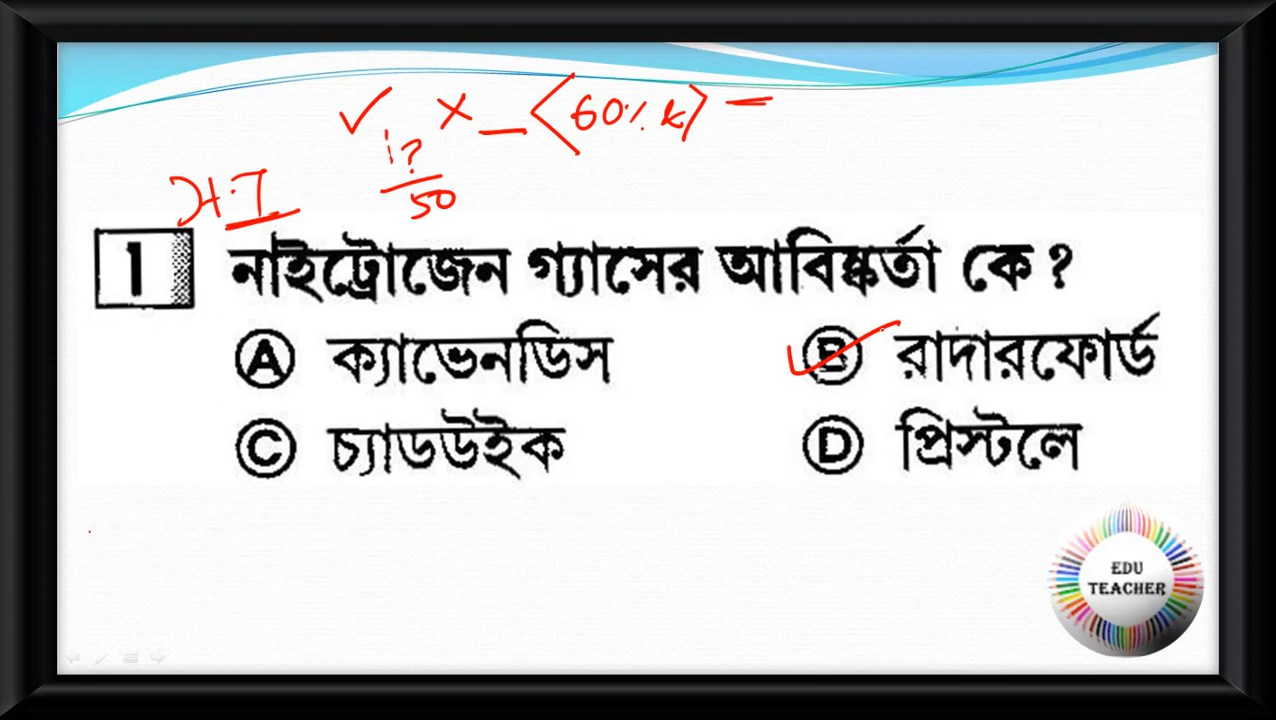 ✓ X _ <60% k> -
i?
50
H.T
1 নাইট্রোজেন গ্যাসের আবিষ্কর্তা কে?
A ক্যাভেনডিস B রাদারফোর্ড
C চ্যাডউইক D প্রিস্টলে
EDU
TEACHER